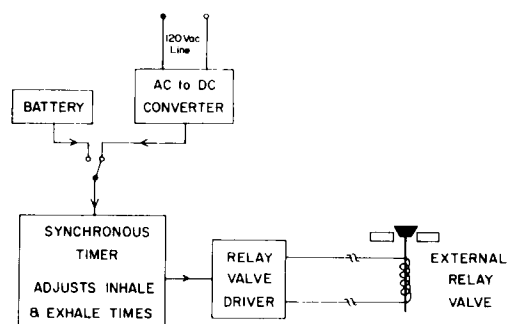 120 Vac
Line
AC to DC
CONVERTER
BATTERY
SYNCHRONOUS
TIMER
ADJUSTS INHALE
& EXHALE TIMES
RELAY
VALVE
DRIVER
EXTERNAL
RELAY
VALVE